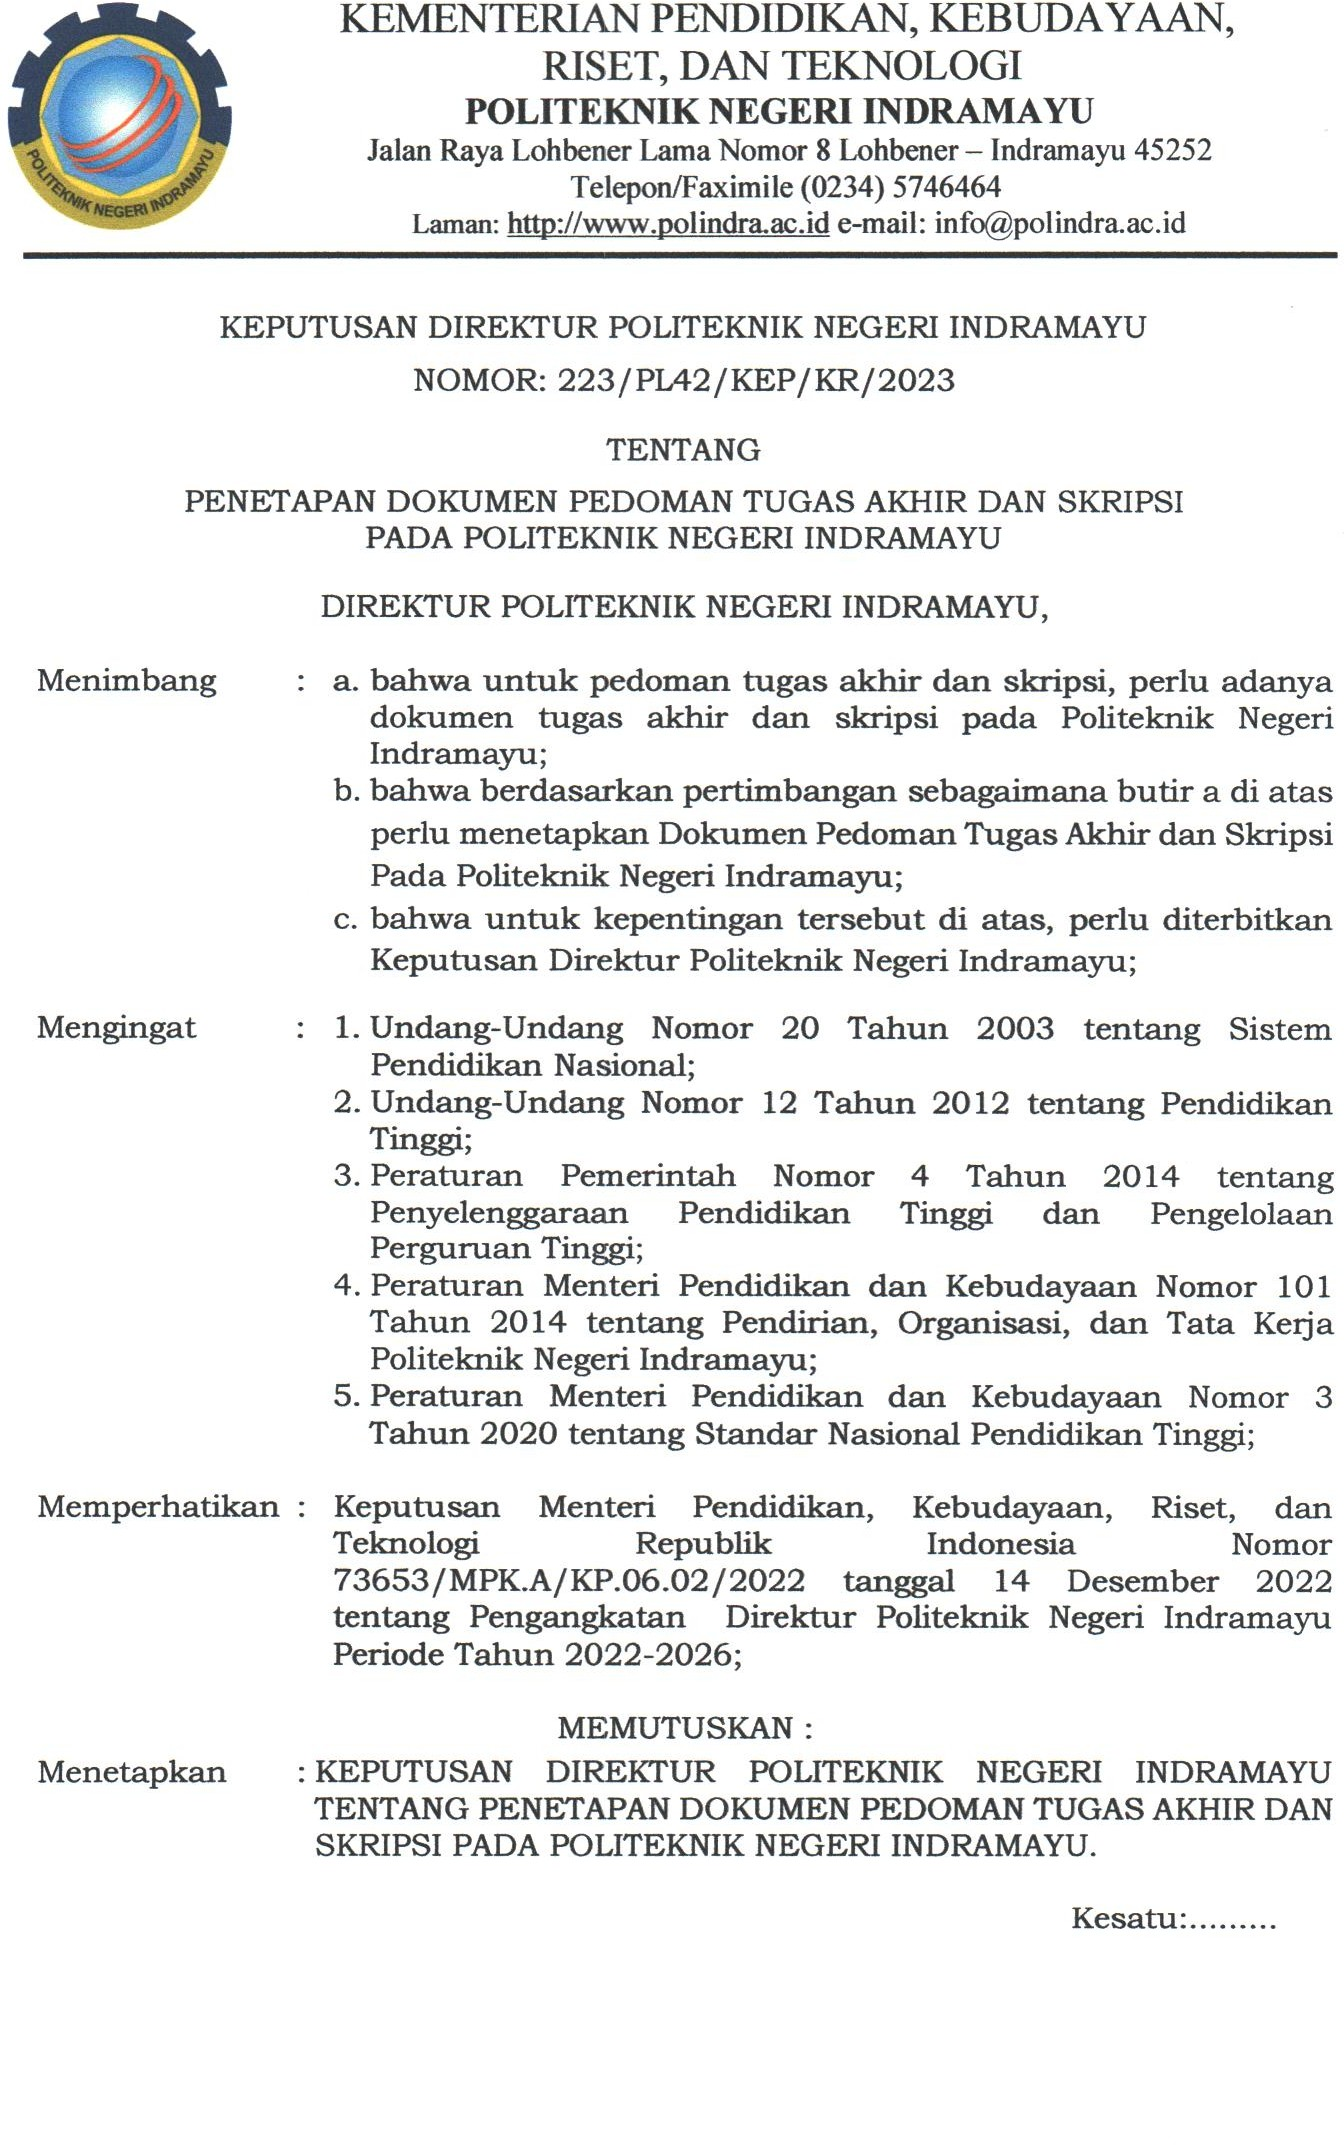 KEMENTERIAN PENDIDIKAN, KEBUDAYAAN,
RISET, DAN TEKNOLOGI
POLITEKNIK NEGERI INDRAMAYU
Jalan Raya Lohbener Lama Nomor 8 Lohbener – Indramayu 45252
Telepon/Faximile (0234) 5746464
Laman: http://www.polindra.ac.id e-mail: info@polindra.ac.id
POLITEKNIK NEGERI INDRAMAYU
KEPUTUSAN DIREKTUR POLITEKNIK NEGERI INDRAMAYU
NOMOR: 223/PL42/KEP/KR/2023
TENTANG
PENETAPAN DOKUMEN PEDOMAN TUGAS AKHIR DAN SKRIPSI
PADA POLITEKNIK NEGERI INDRAMAYU
DIREKTUR POLITEKNIK NEGERI INDRAMAYU,
Menimbang : a. bahwa untuk pedoman tugas akhir dan skripsi, perlu adanya
dokumen tugas akhir dan skripsi pada Politeknik Negeri
Indramayu;
b. bahwa berdasarkan pertimbangan sebagaimana butir a di atas
perlu menetapkan Dokumen Pedoman Tugas Akhir dan Skripsi
Pada Politeknik Negeri Indramayu;
c. bahwa untuk kepentingan tersebut di atas, perlu diterbitkan
Keputusan Direktur Politeknik Negeri Indramayu;
Mengingat : 1. Undang-Undang Nomor 20 Tahun 2003 tentang Sistem
Pendidikan Nasional;
2. Undang-Undang Nomor 12 Tahun 2012 tentang Pendidikan
Tinggi;
3. Peraturan Pemerintah Nomor 4 Tahun 2014 tentang
Penyelenggaraan Pendidikan Tinggi dan Pengelolaan
Perguruan Tinggi;
4. Peraturan Menteri Pendidikan dan Kebudayaan Nomor 101
Tahun 2014 tentang Pendirian, Organisasi, dan Tata Kerja
Politeknik Negeri Indramayu;
5. Peraturan Menteri Pendidikan dan Kebudayaan Nomor 3
Tahun 2020 tentang Standar Nasional Pendidikan Tinggi;
Memperhatikan : Keputusan Menteri Pendidikan, Kebudayaan, Riset, dan
Teknologi Republik Indonesia Nomor
73653/MPK.A/KP.06.02/2022 tanggal 14 Desember 2022
tentang Pengangkatan Direktur Politeknik Negeri Indramayu
Periode Tahun 2022-2026;
MEMUTUSKAN :
Menetapkan : KEPUTUSAN DIREKTUR POLITEKNIK NEGERI INDRAMAYU
TENTANG PENETAPAN DOKUMEN PEDOMAN TUGAS AKHIR DAN
SKRIPSI PADA POLITEKNIK NEGERI INDRAMAYU.
Kesatu:.........